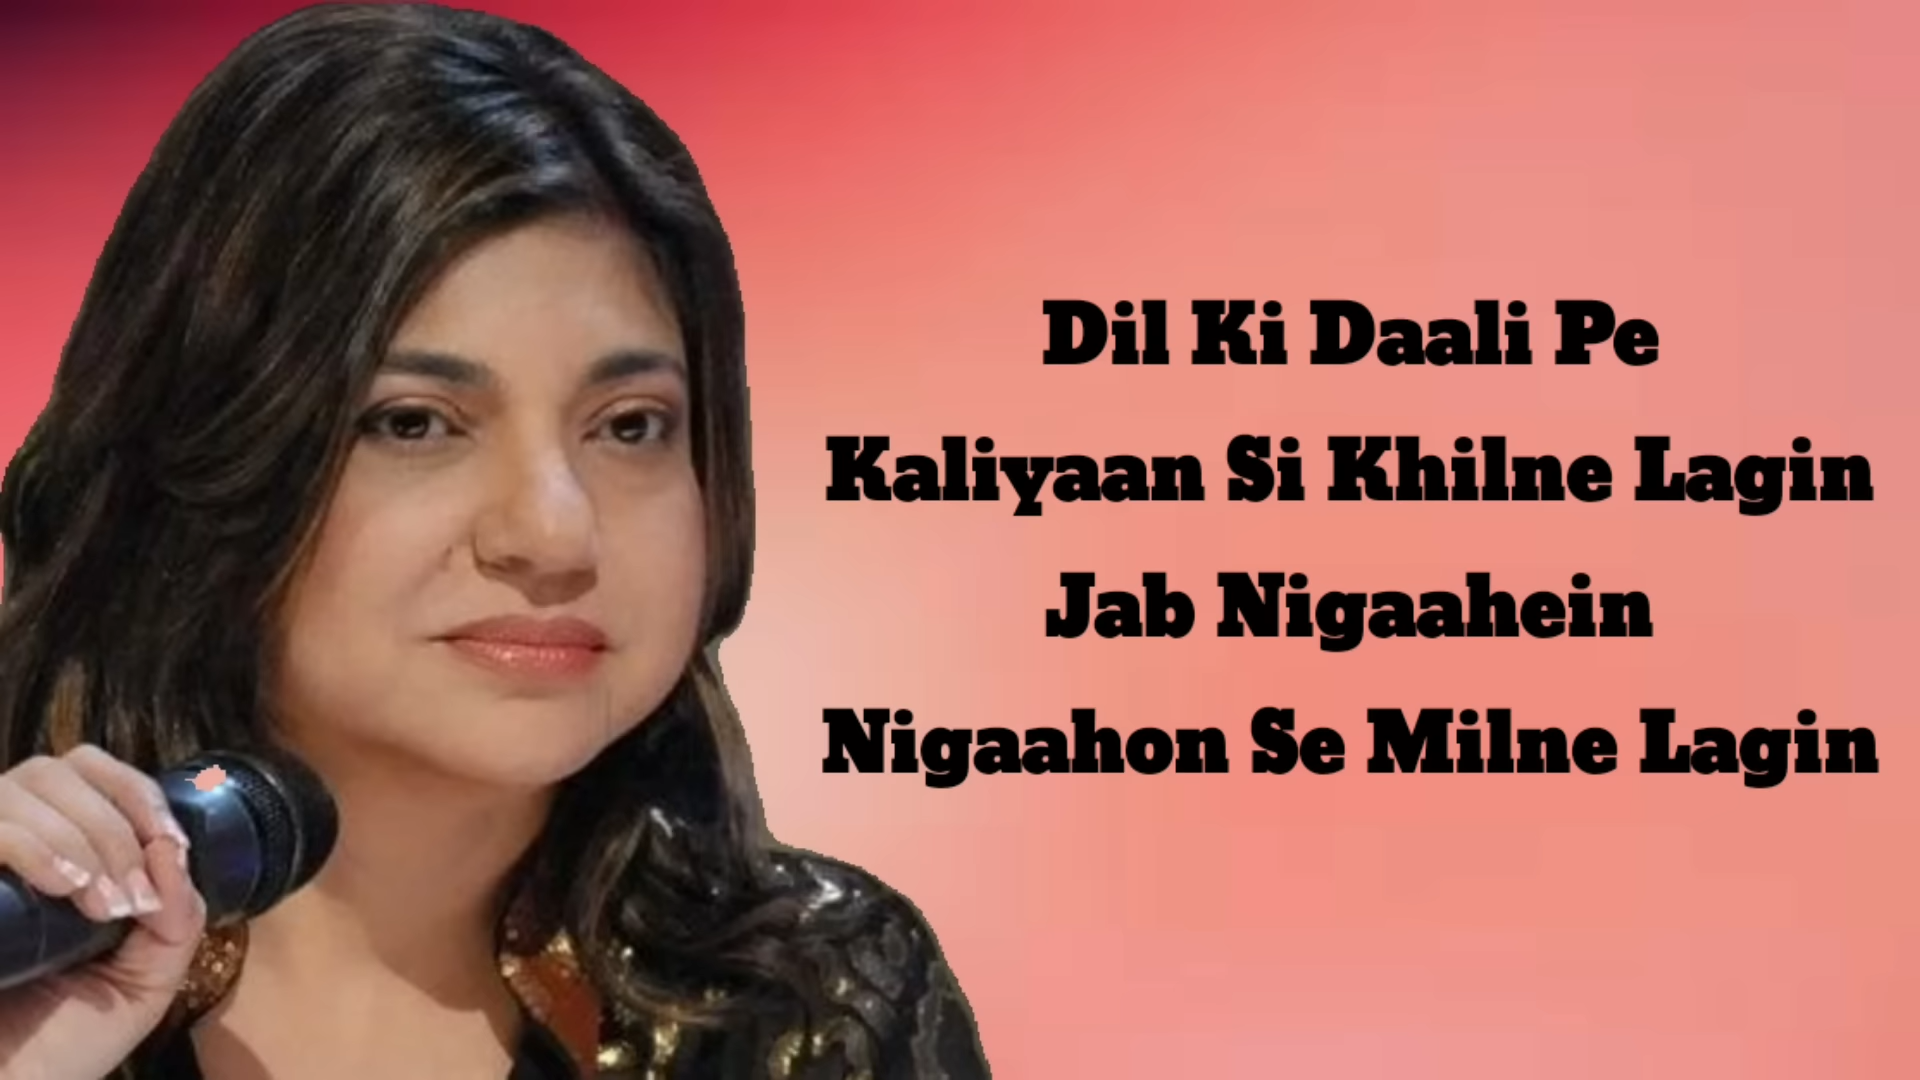 Dil Ki Daali Pe
Kaliyaan Si Khilne Lagin
Jab Nigaahein
Nigaahon Se Milne Lagin